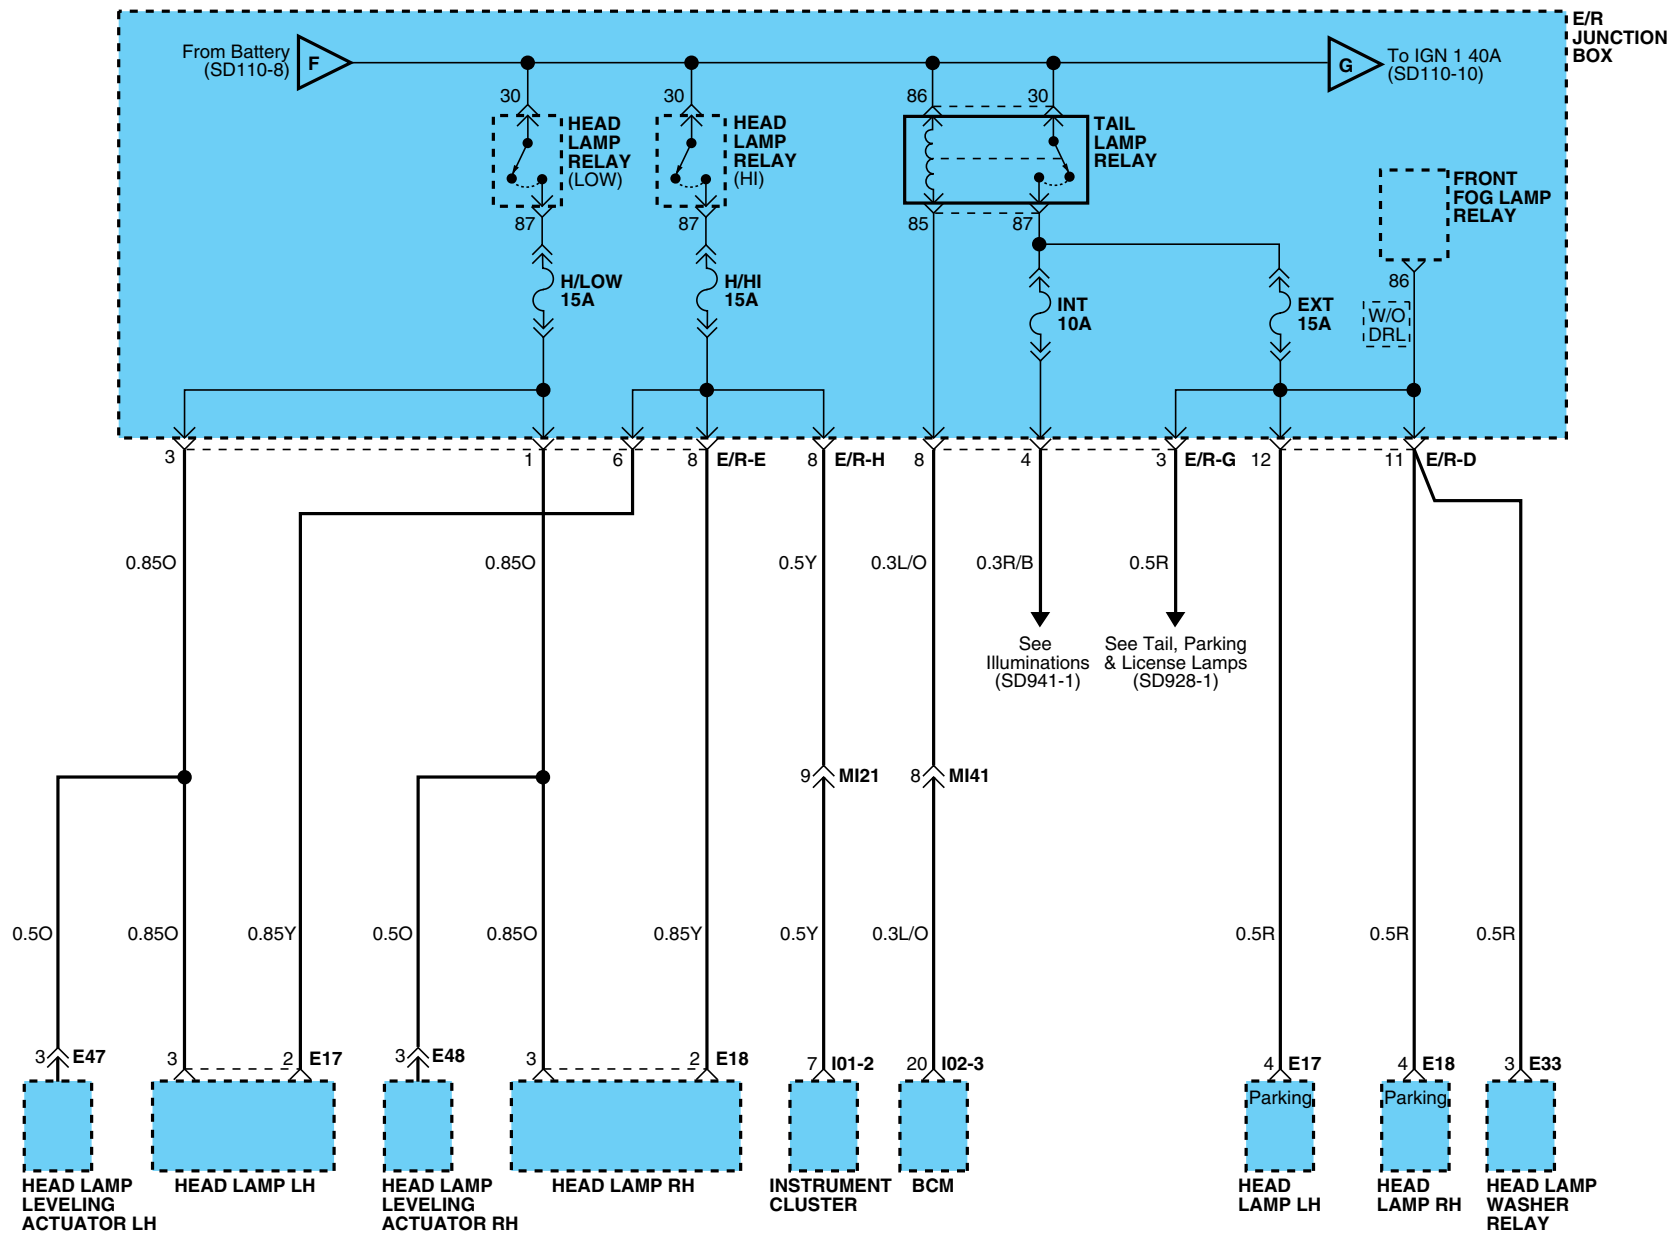 E/R
JUNCTION
BOX
From Battery
(SD110-8)
F
G
To IGN 1 40A
(SD110-10)
30
HEAD
LAMP
RELAY
(LOW)
87
30
HEAD
LAMP
RELAY
(HI)
87
86
30
TAIL
LAMP
RELAY
85
87
FRONT
FOG LAMP
RELAY
86
W/O
DRL
H/LOW
15A
H/HI
15A
INT
10A
EXT
15A
3
1
6
8
E/R-E
8
E/R-H
8
4
3
E/R-G
12
11
E/R-D
0.85O
0.85O
0.5Y
0.3L/O
0.3R/B
0.5R
See
Illuminations
(SD941-1)
See Tail, Parking
& License Lamps
(SD928-1)
9
MI21
8
MI41
0.5O
0.85O
0.85Y
0.5O
0.85O
0.85Y
0.5Y
0.3L/O
0.5R
0.5R
0.5R
3
E47
3
2
E17
3
E48
3
2
E18
7
I01-2
20
I02-3
4
E17
4
E18
3
E33
Parking
Parking
HEAD LAMP
LEVELING
ACTUATOR LH
HEAD LAMP LH
HEAD LAMP
LEVELING
ACTUATOR RH
HEAD LAMP RH
INSTRUMENT
CLUSTER
BCM
HEAD
LAMP LH
HEAD
LAMP RH
HEAD LAMP
WASHER
RELAY